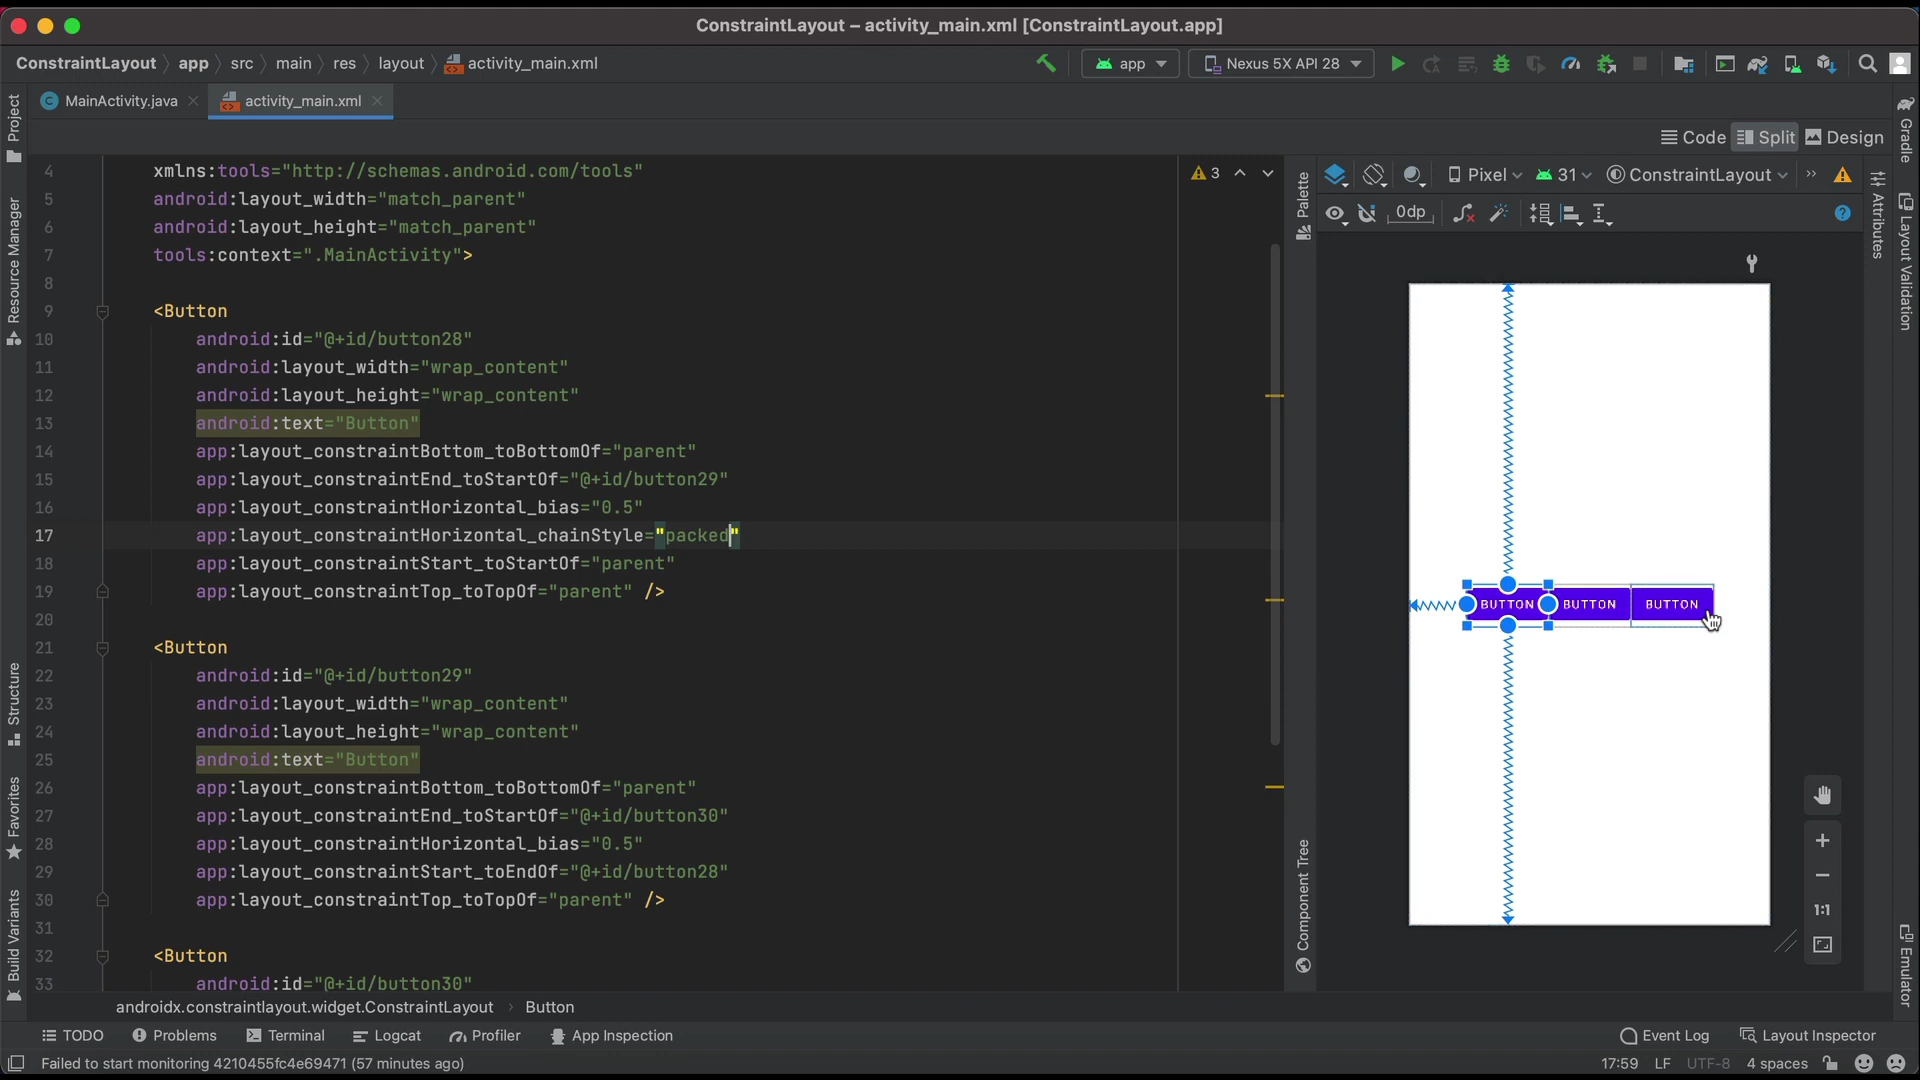 ConstraintLayout – activity_main.xml [ConstraintLayout.app]
ConstraintLayout app src main res layout activity_main.xml
app Nexus 5X API 28
MainActivity.java activity_main.xml
Code Split Design
4 xmlns:tools="http://schemas.android.com/tools"
5 android:layout_width="match_parent"
6 android:layout_height="match_parent"
7 tools:context=".MainActivity">
8
9 <Button
10 android:id="@+id/button28"
11 android:layout_width="wrap_content"
12 android:layout_height="wrap_content"
13 android:text="Button"
14 app:layout_constraintBottom_toBottomOf="parent"
15 app:layout_constraintEnd_toStartOf="@+id/button29"
16 app:layout_constraintHorizontal_bias="0.5"
17 app:layout_constraintHorizontal_chainStyle="packed"
18 app:layout_constraintStart_toStartOf="parent"
19 app:layout_constraintTop_toTopOf="parent" />
20
21 <Button
22 android:id="@+id/button29"
23 android:layout_width="wrap_content"
24 android:layout_height="wrap_content"
25 android:text="Button"
26 app:layout_constraintBottom_toBottomOf="parent"
27 app:layout_constraintEnd_toStartOf="@+id/button30"
28 app:layout_constraintHorizontal_bias="0.5"
29 app:layout_constraintStart_toEndOf="@+id/button28"
30 app:layout_constraintTop_toTopOf="parent" />
31
32 <Button
33 android:id="@+id/button30"
3
Project
Resource Manager
Structure
Favorites
Build Variants
Palette
Component Tree
Pixel 31 ConstraintLayout
0dp
BUTTON BUTTON BUTTON
1:1
Gradle
Layout Validation
Attributes
Emulator
androidx.constraintlayout.widget.ConstraintLayout Button
TODO Problems Terminal Logcat Profiler App Inspection Event Log Layout Inspector
Failed to start monitoring 4210455fc4e69471 (57 minutes ago) 17:59 LF UTF-8 4 spaces